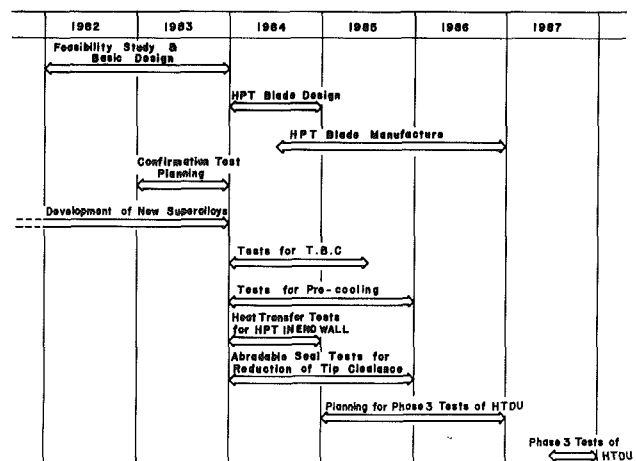 1982 1983 1984 1985 1986 1987
Feasibility Study &
Basic Design
HPT Blade Design
HPT Blade Manufacture
Confirmation Test
Planning
Development of New Superalloys
Tests for T.B.C
Tests for Pre-cooling
Heat Transfer Tests
for HPT INENDWALL
Abradable Seal Tests for
Reduction of Tip Clearance
Planning for Phase 3 Tests of HTDU
Phase 3 Tests of
HTDU